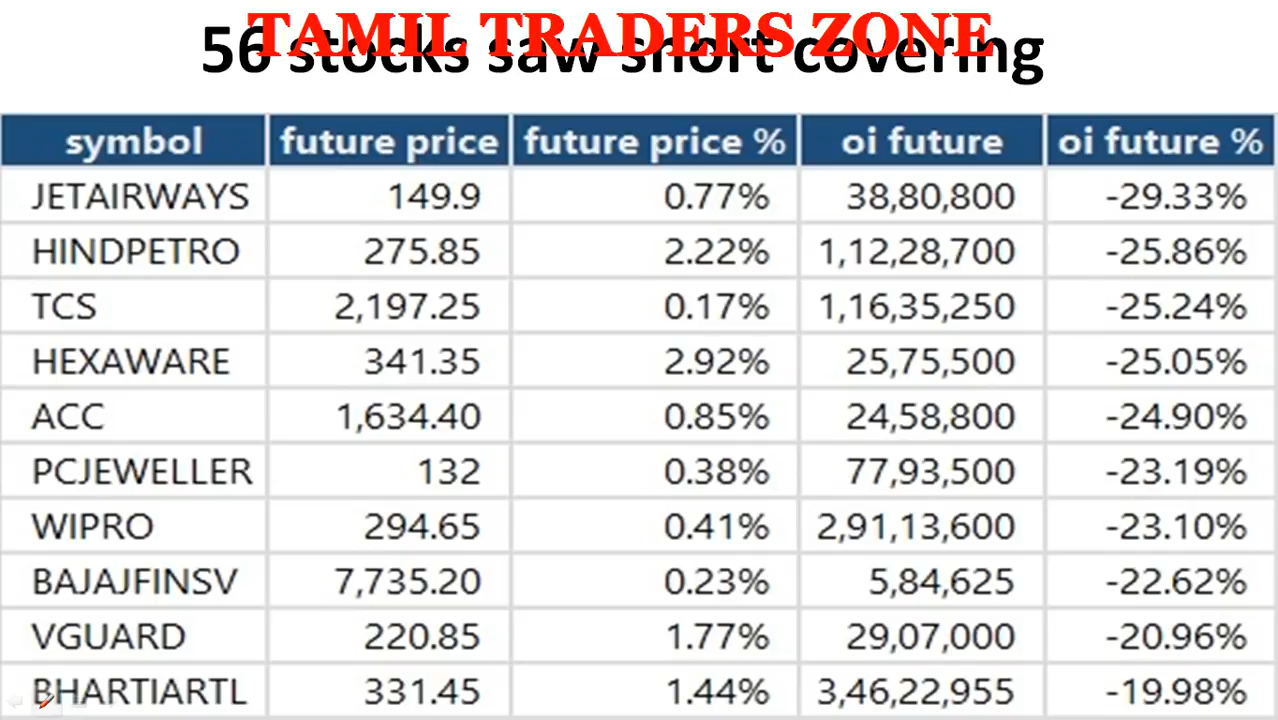 TAMIL TRADERS ZONE
56 stocks saw short covering
symbol future price future price % oi future oi future %
JETAIRWAYS 149.9 0.77% 38,80,800 -29.33%
HINDPETRO 275.85 2.22% 1,12,28,700 -25.86%
TCS 2,197.25 0.17% 1,16,35,250 -25.24%
HEXAWARE 341.35 2.92% 25,75,500 -25.05%
ACC 1,634.40 0.85% 24,58,800 -24.90%
PCJEWELLER 132 0.38% 77,93,500 -23.19%
WIPRO 294.65 0.41% 2,91,13,600 -23.10%
BAJAJFINSV 7,735.20 0.23% 5,84,625 -22.62%
VGUARD 220.85 1.77% 29,07,000 -20.96%
BHARTIARTL 331.45 1.44% 3,46,22,955 -19.98%